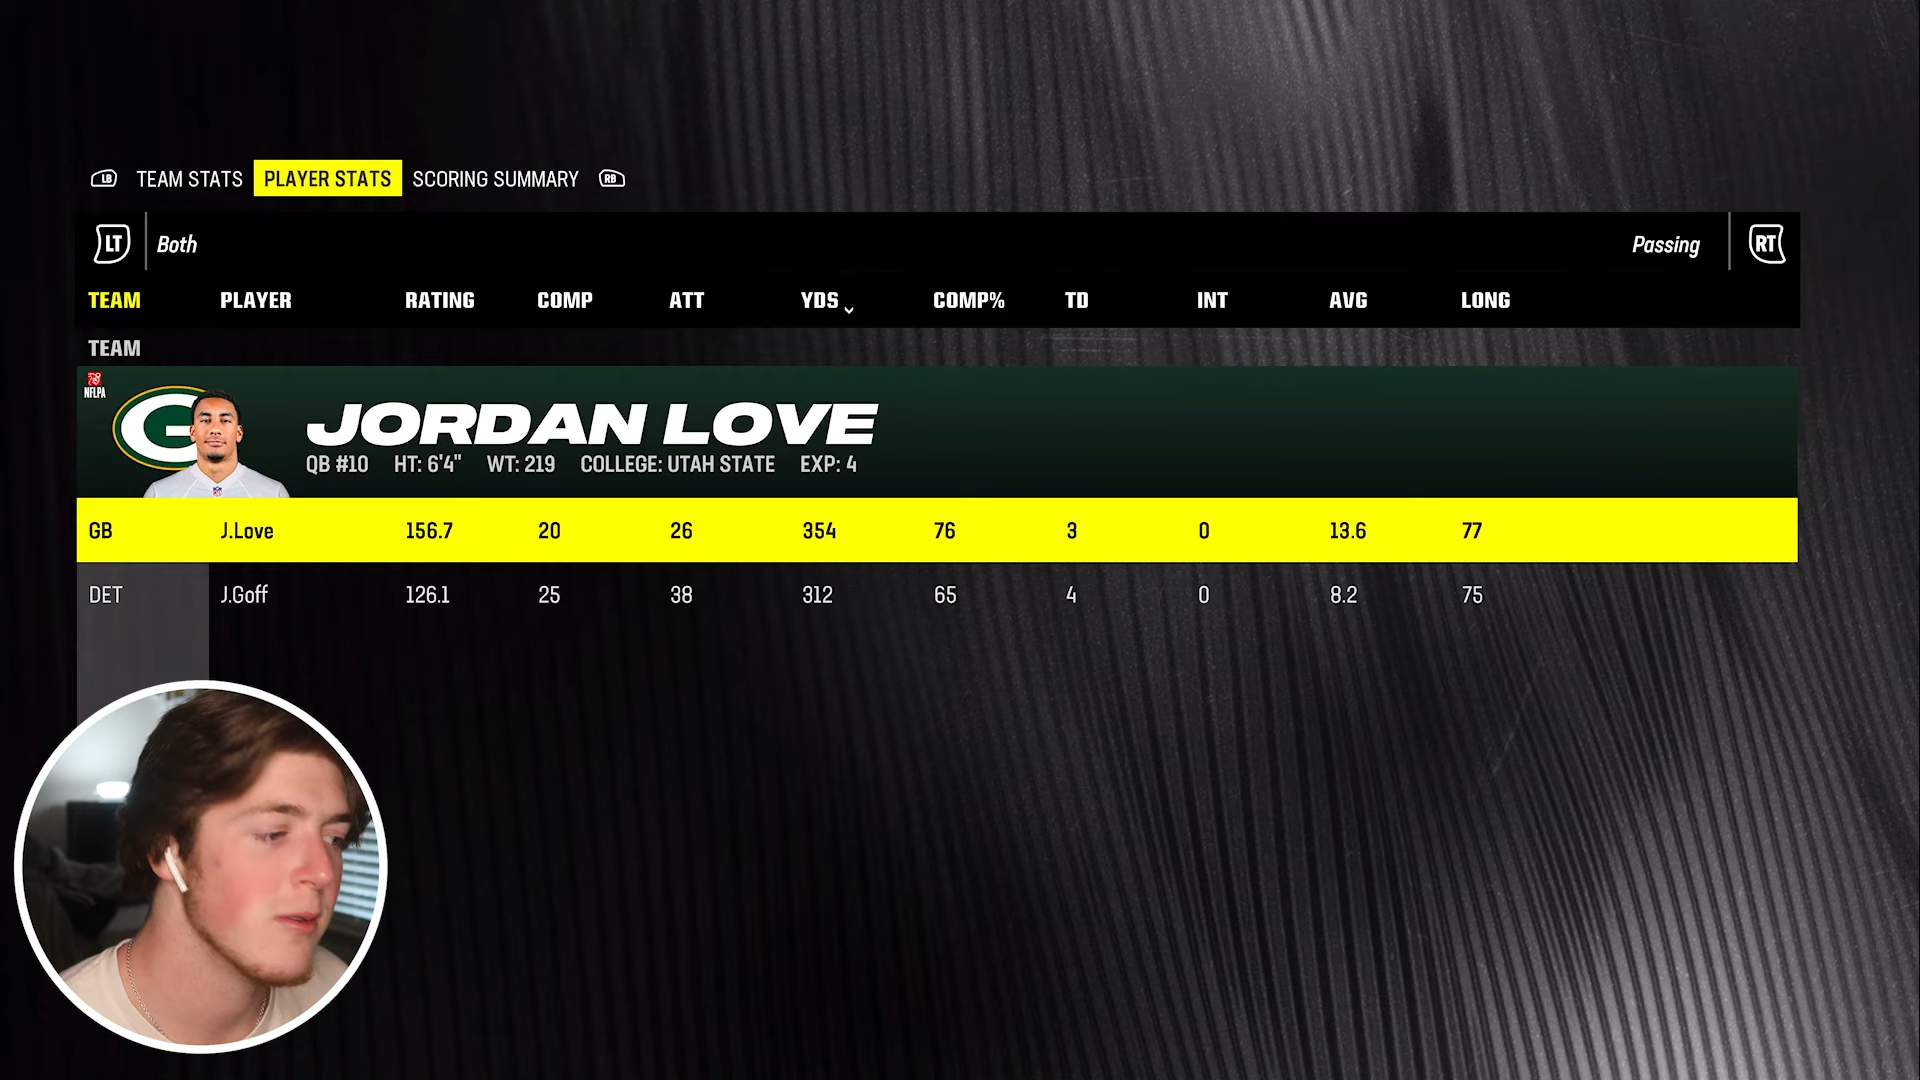 LB TEAM STATS PLAYER STATS SCORING SUMMARY RB
LT Both Passing RT
TEAM PLAYER RATING COMP ATT YDS COMP% TD INT AVG LONG
TEAM
NFLPA
G
JORDAN LOVE
QB #10 HT: 6'4" WT: 219 COLLEGE: UTAH STATE EXP: 4
GB J.Love 156.7 20 26 354 76 3 0 13.6 77
DET J.Goff 126.1 25 38 312 65 4 0 8.2 75